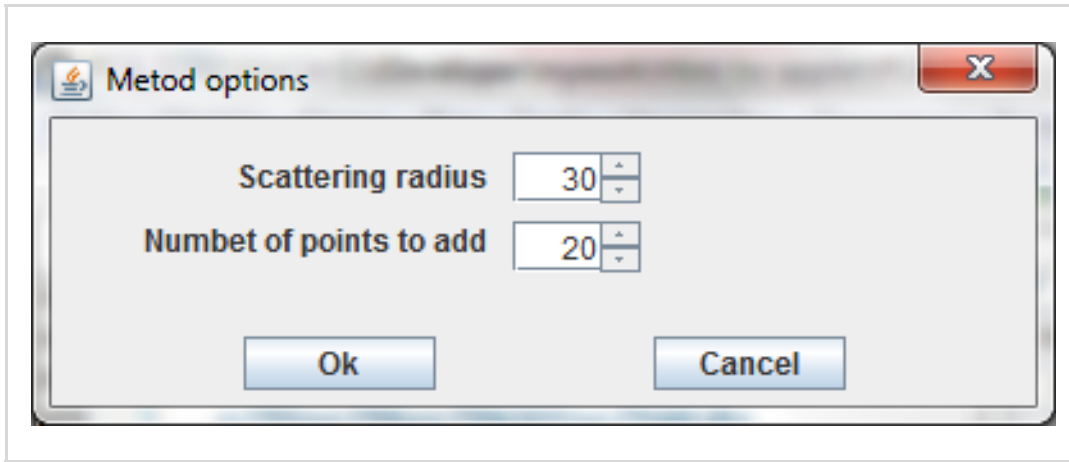 Metod options
Scattering radius 30
Numbet of points to add 20
Ok Cancel